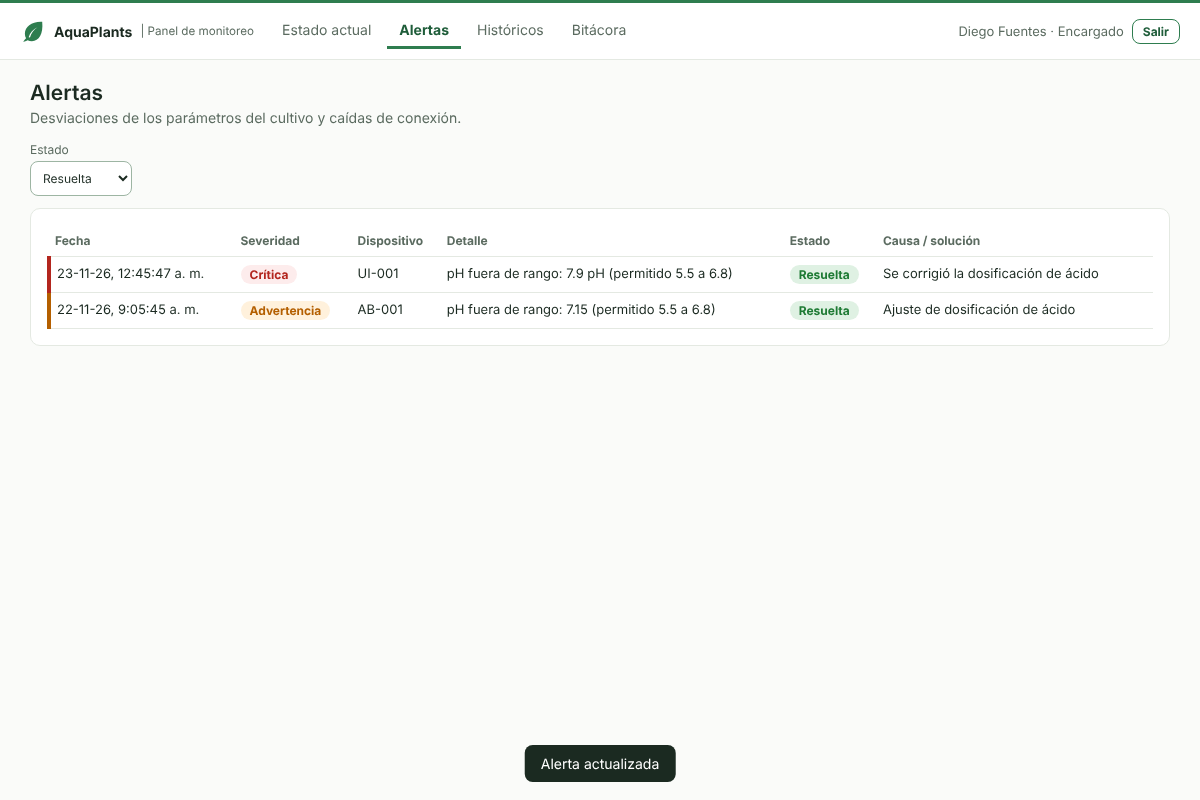 AquaPlants | Panel de monitoreo Estado actual Alertas Históricos Bitácora Diego Fuentes · Encargado Salir
Alertas
Desviaciones de los parámetros del cultivo y caídas de conexión.
Estado
Resuelta
Fecha Severidad Dispositivo Detalle Estado Causa / solución
23-11-26, 12:45:47 a. m. Crítica UI-001 pH fuera de rango: 7.9 pH (permitido 5.5 a 6.8) Resuelta Se corrigió la dosificación de ácido
22-11-26, 9:05:45 a. m. Advertencia AB-001 pH fuera de rango: 7.15 (permitido 5.5 a 6.8) Resuelta Ajuste de dosificación de ácido
Alerta actualizada